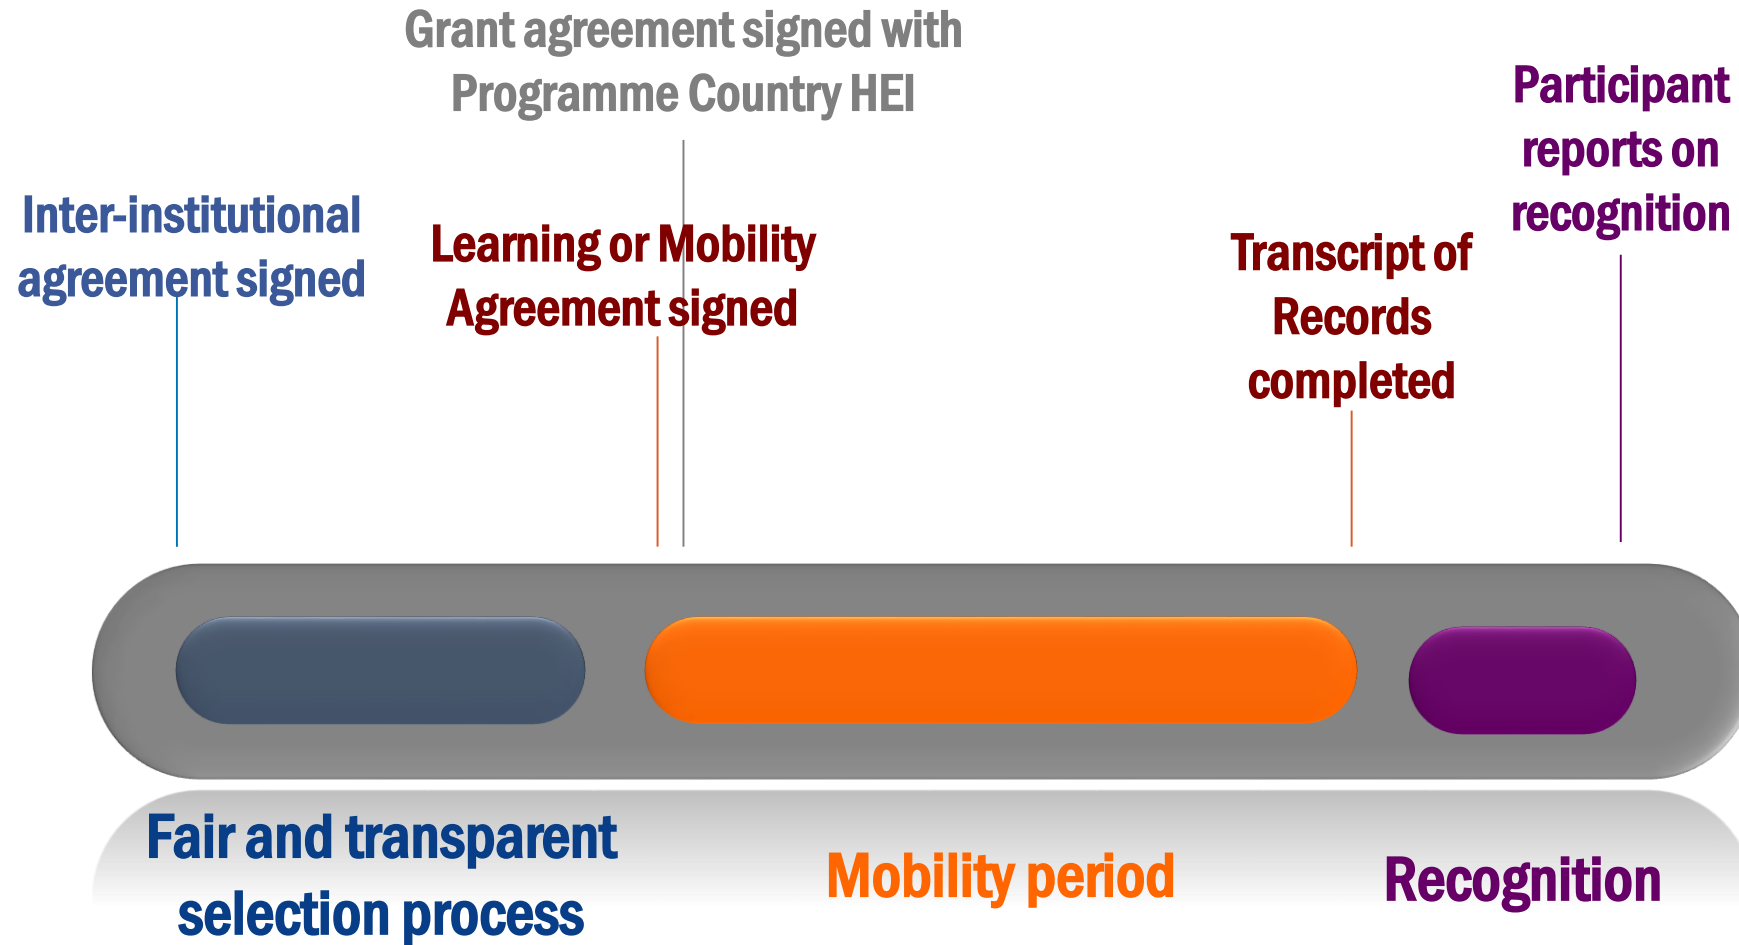 Grant agreement signed with
Programme Country HEI
Inter-institutional
agreement signed
Learning or Mobility
Agreement signed
Transcript of
Records
completed
Participant
reports on
recognition
Fair and transparent
selection process
Mobility period
Recognition